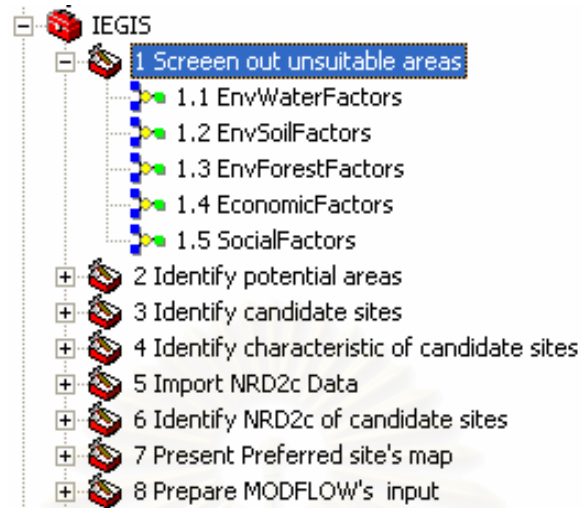 IEGIS
1 Screeen out unsuitable areas
1.1 EnvWaterFactors
1.2 EnvSoilFactors
1.3 EnvForestFactors
1.4 EconomicFactors
1.5 SocialFactors
2 Identify potential areas
3 Identify candidate sites
4 Identify characteristic of candidate sites
5 Import NRD2c Data
6 Identify NRD2c of candidate sites
7 Present Preferred site's map
8 Prepare MODFLOW's input